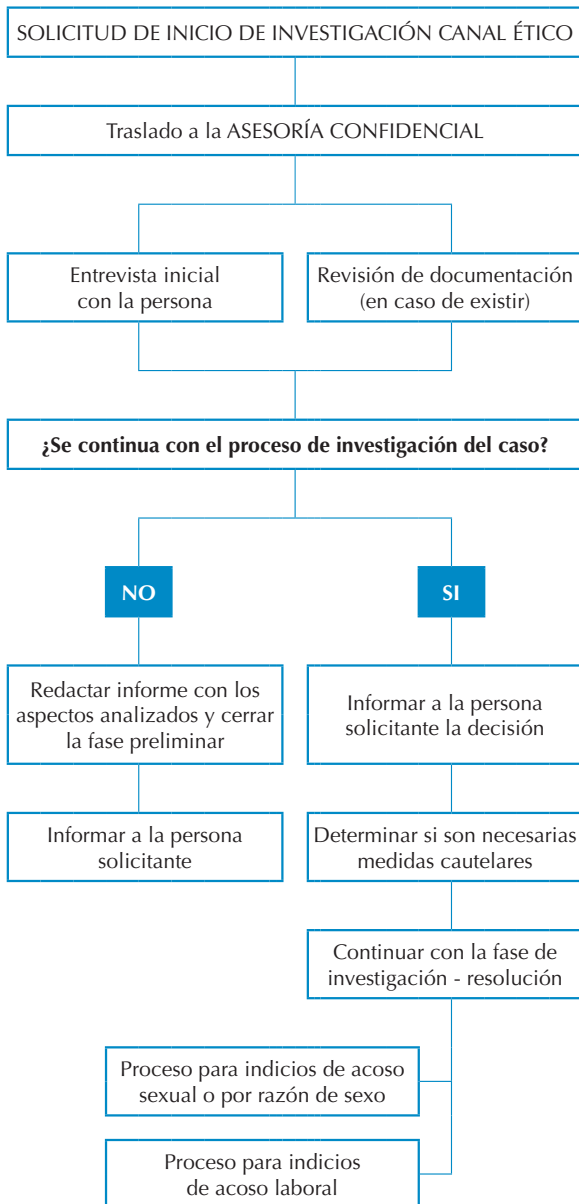 SOLICITUD DE INICIO DE INVESTIGACIÓN CANAL ÉTICO
Traslado a la ASESORÍA CONFIDENCIAL
Entrevista inicial
con la persona
Revisión de documentación
(en caso de existir)
¿Se continua con el proceso de investigación del caso?
NO
SI
Redactar informe con los
aspectos analizados y cerrar
la fase preliminar
Informar a la persona
solicitante la decisión
Informar a la persona
solicitante
Determinar si son necesarias
medidas cautelares
Continuar con la fase de
investigación - resolución
Proceso para indicios de acoso
sexual o por razón de sexo
Proceso para indicios
de acoso laboral